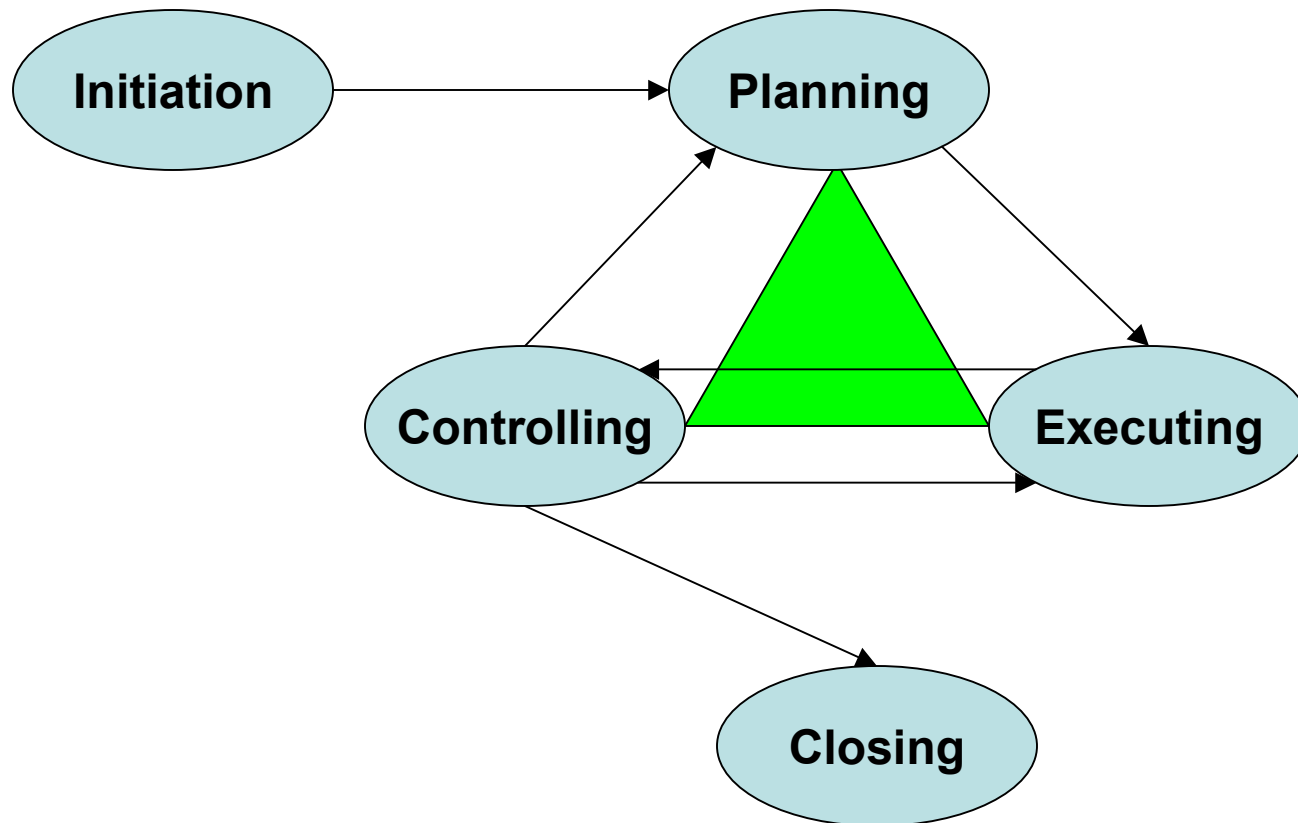 Initiation
Planning
Controlling
Executing
Closing